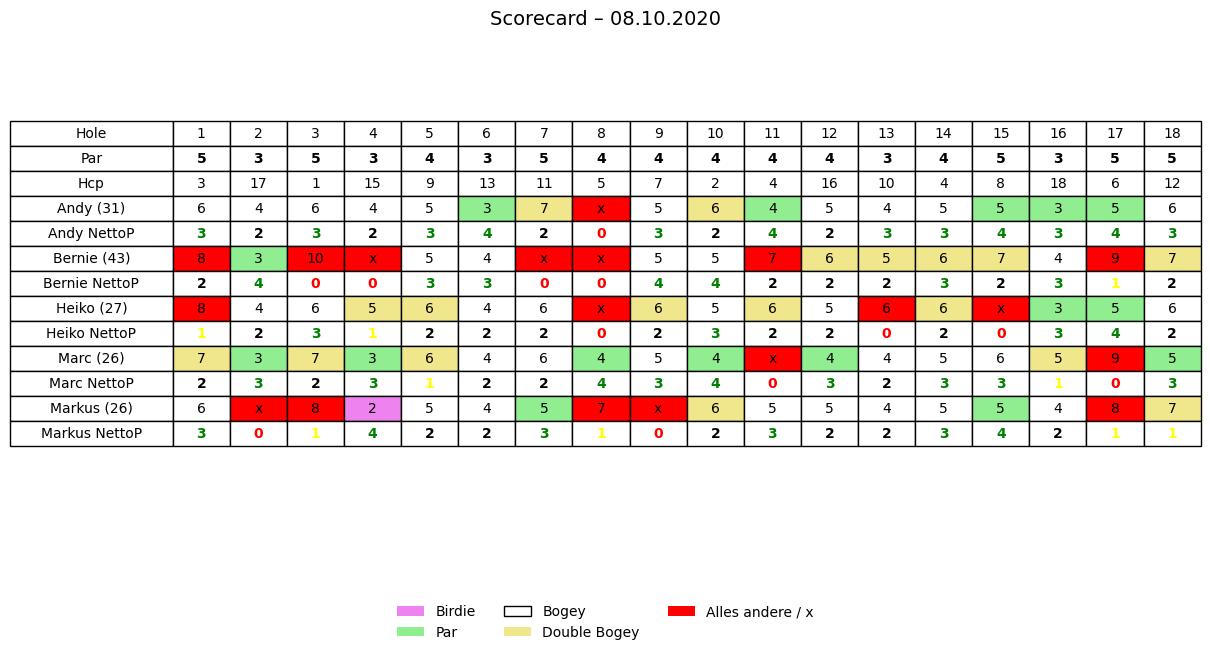 Scorecard – 08.10.2020
Hole 1 2 3 4 5 6 7 8 9 10 11 12 13 14 15 16 17 18
Par 5 3 5 3 4 3 5 4 4 4 4 4 3 4 5 3 5 5
Hcp 3 17 1 15 9 13 11 5 7 2 4 16 10 4 8 18 6 12
Andy (31) 6 4 6 4 5 3 7 x 5 6 4 5 4 5 5 3 5 6
Andy NettoP 3 2 3 2 3 4 2 0 3 2 4 2 3 3 4 3 4 3
Bernie (43) 8 3 10 x 5 4 x x 5 5 7 6 5 6 7 4 9 7
Bernie NettoP 2 4 0 0 3 3 0 0 4 4 2 2 2 3 2 3 1 2
Heiko (27) 8 4 6 5 6 4 6 x 6 5 6 5 6 6 x 3 5 6
Heiko NettoP 1 2 3 1 2 2 2 0 2 3 2 2 0 2 0 3 4 2
Marc (26) 7 3 7 3 6 4 6 4 5 4 x 4 4 5 6 5 9 5
Marc NettoP 2 3 2 3 1 2 2 4 3 4 0 3 2 3 3 1 0 3
Markus (26) 6 x 8 2 5 4 5 7 x 6 5 5 4 5 5 4 8 7
Markus NettoP 3 0 1 4 2 2 3 1 0 2 3 2 2 3 4 2 1 1
Birdie Bogey Alles andere / x
Par Double Bogey